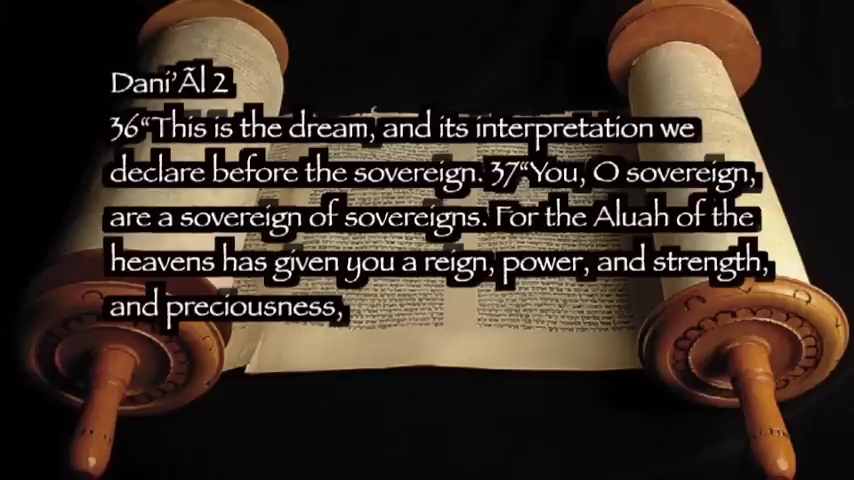 Dani’Ãl 2
36“This is the dream, and its interpretation we
declare before the sovereign. 37“You, O sovereign,
are a sovereign of sovereigns. For the Aluah of the
heavens has given you a reign, power, and strength,
and preciousness,